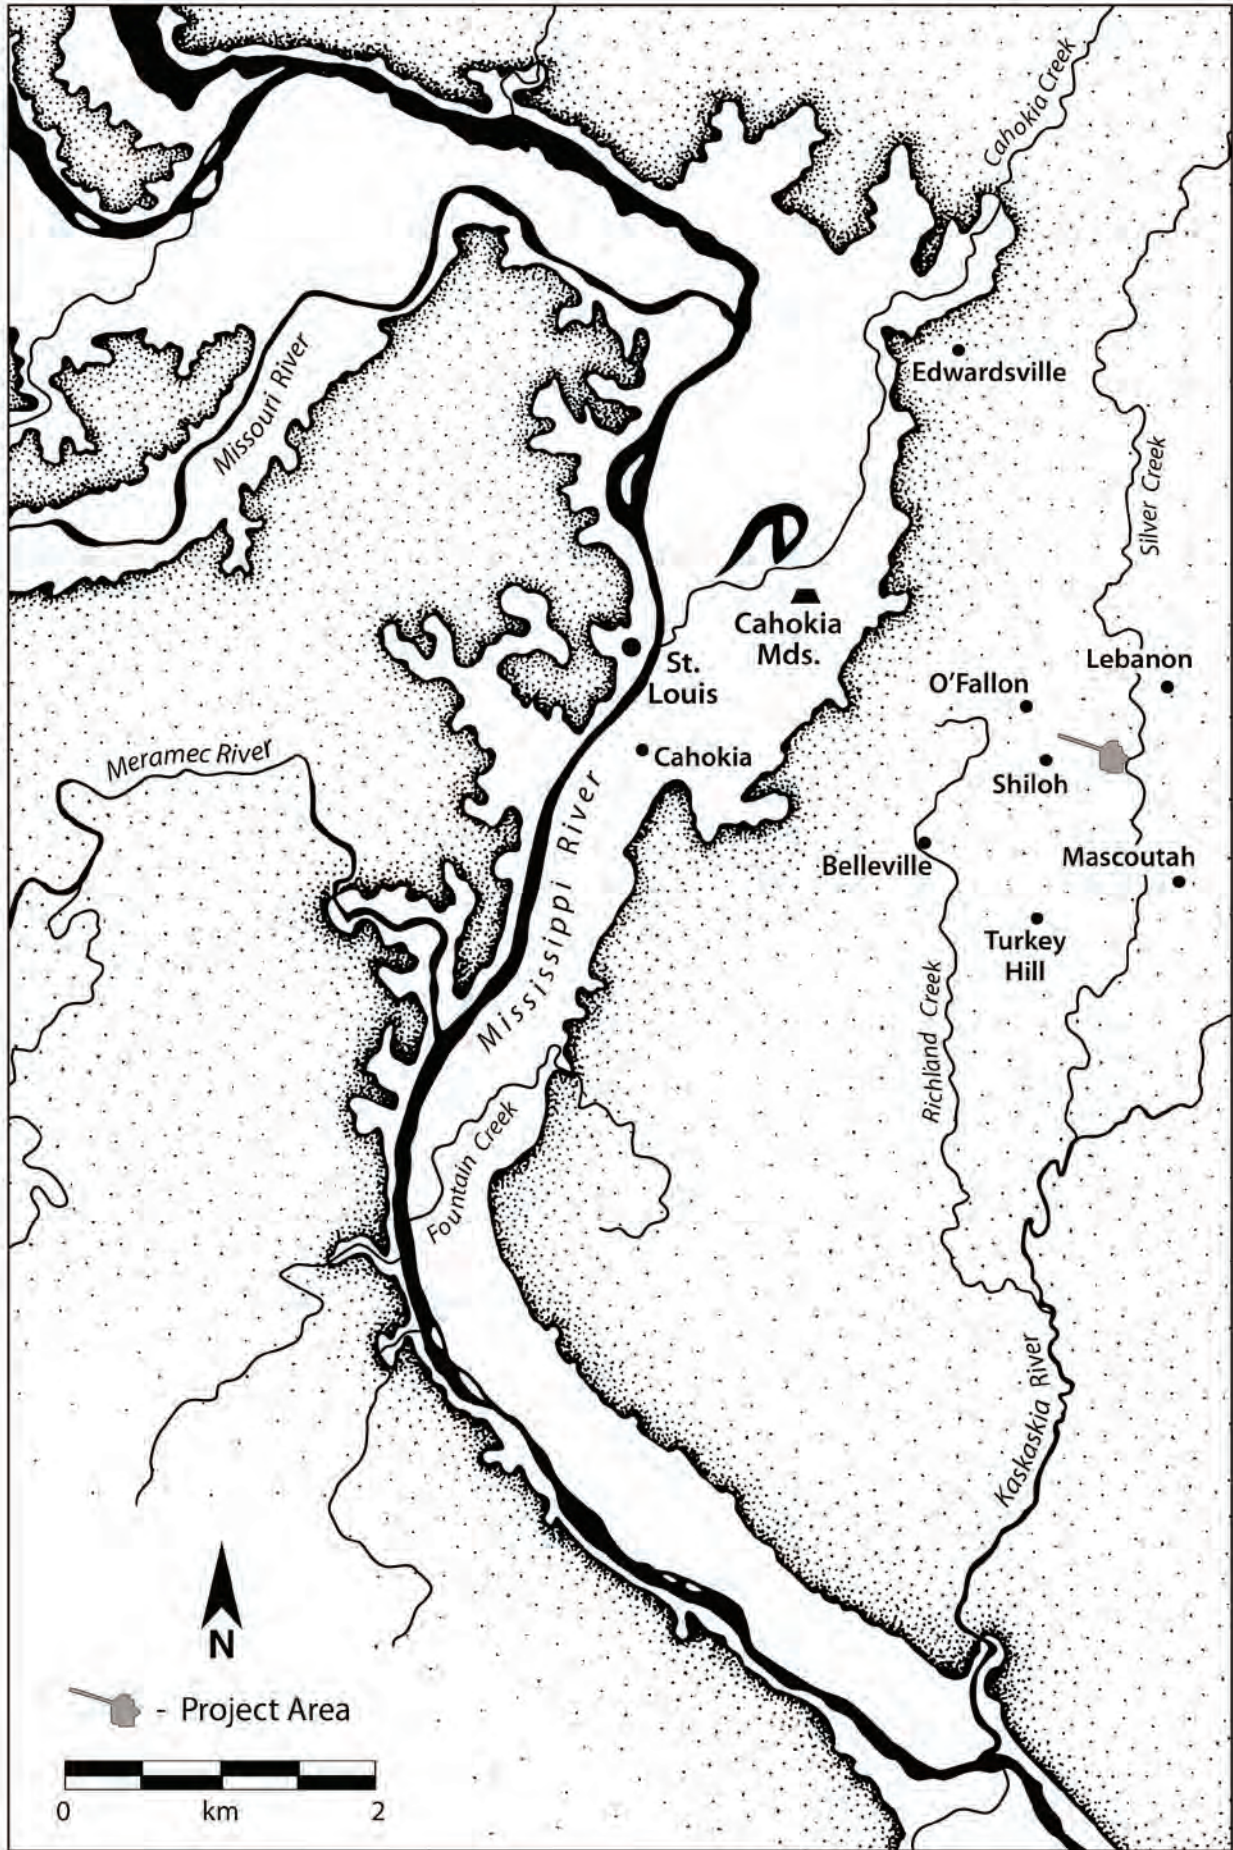 Cahokia Creek
Edwardsville
Missouri River
Silver Creek
Cahokia
Mds.
St.
Louis
Lebanon
O'Fallon
Meramec River
Cahokia
Shiloh
Mississippi River
Belleville
Mascoutah
Turkey
Hill
Richland Creek
Fountain Creek
Kaskaskia River
N
- Project Area
0 km 2